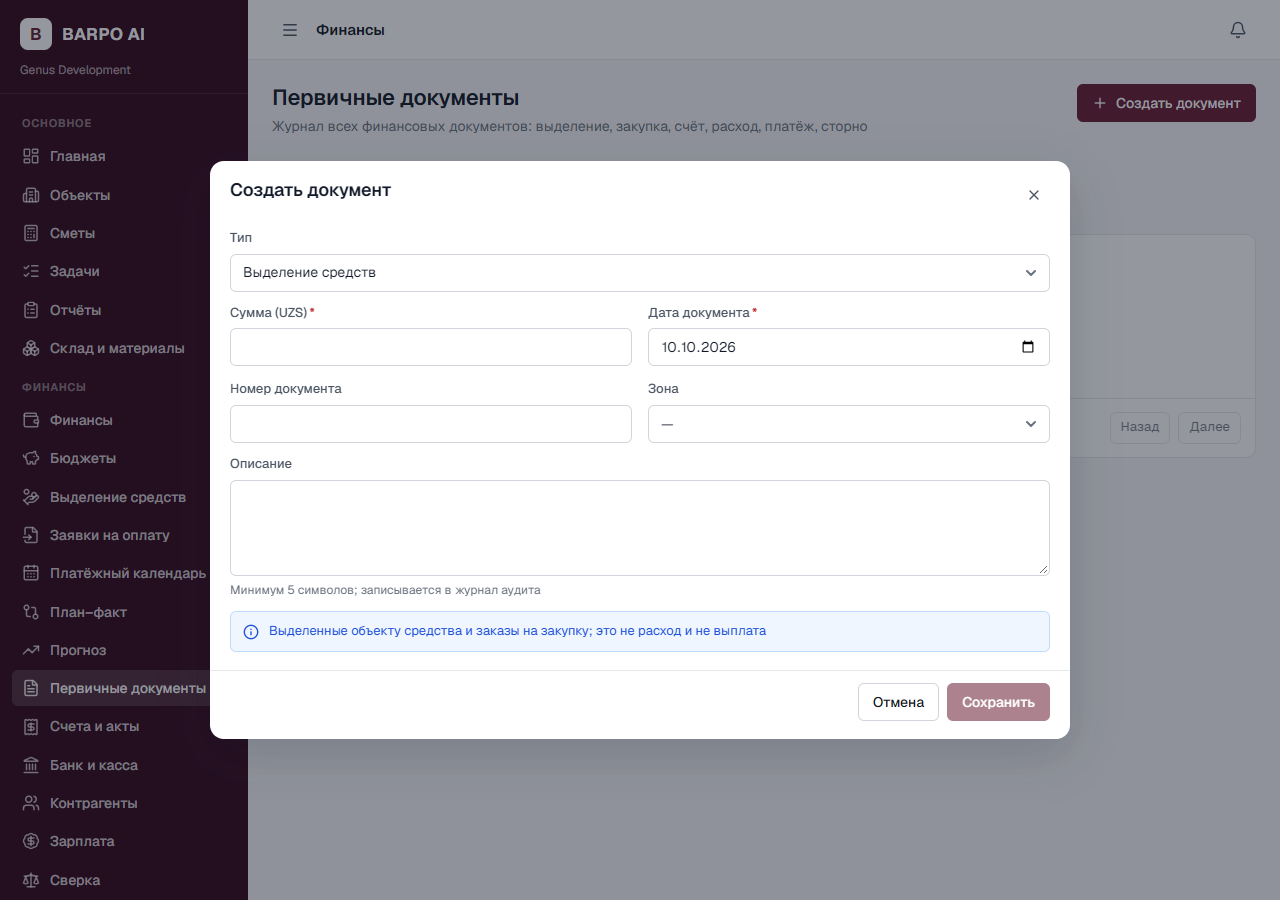 B
BARPO AI
Genus Development
ОСНОВНОЕ
Главная
Объекты
Сметы
Задачи
Отчёты
Склад и материалы
ФИНАНСЫ
Финансы
Бюджеты
Выделение средств
Заявки на оплату
Платёжный календарь
План–факт
Прогноз
Первичные документы
Счета и акты
Банк и касса
Контрагенты
Зарплата
Сверка
Финансы
Первичные документы
Журнал всех финансовых документов: выделение, закупка, счёт, расход, платёж, сторно
Создать документ
Назад
Далее
Создать документ
Тип
Выделение средств
Сумма (UZS) *
Дата документа *
10.10.2026
Номер документа
Зона
—
Описание
Минимум 5 символов; записывается в журнал аудита
Выделенные объекту средства и заказы на закупку; это не расход и не выплата
Отмена
Сохранить